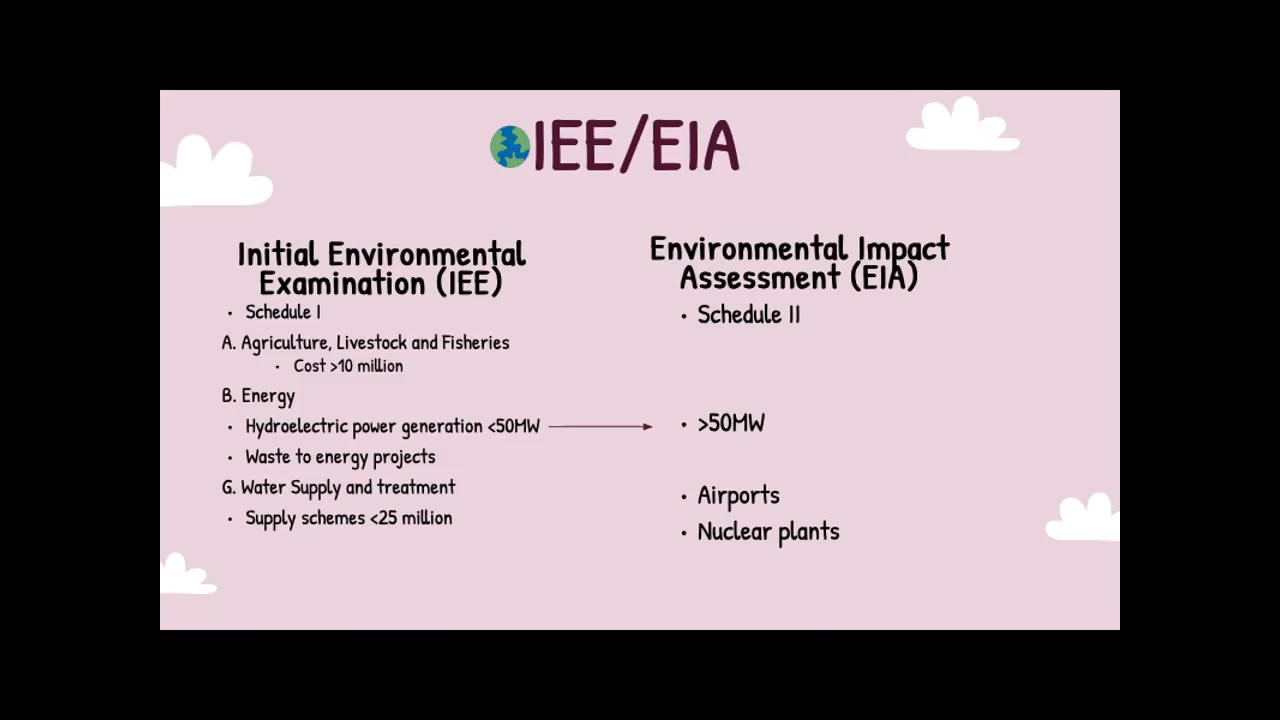 IEE/EIA
Initial Environmental
Examination (IEE)
• Schedule I
A. Agriculture, Livestock and Fisheries
• Cost >10 million
B. Energy
• Hydroelectric power generation <50MW
• Waste to energy projects
G. Water Supply and treatment
• Supply schemes <25 million
Environmental Impact
Assessment (EIA)
• Schedule II
• >50MW
• Airports
• Nuclear plants